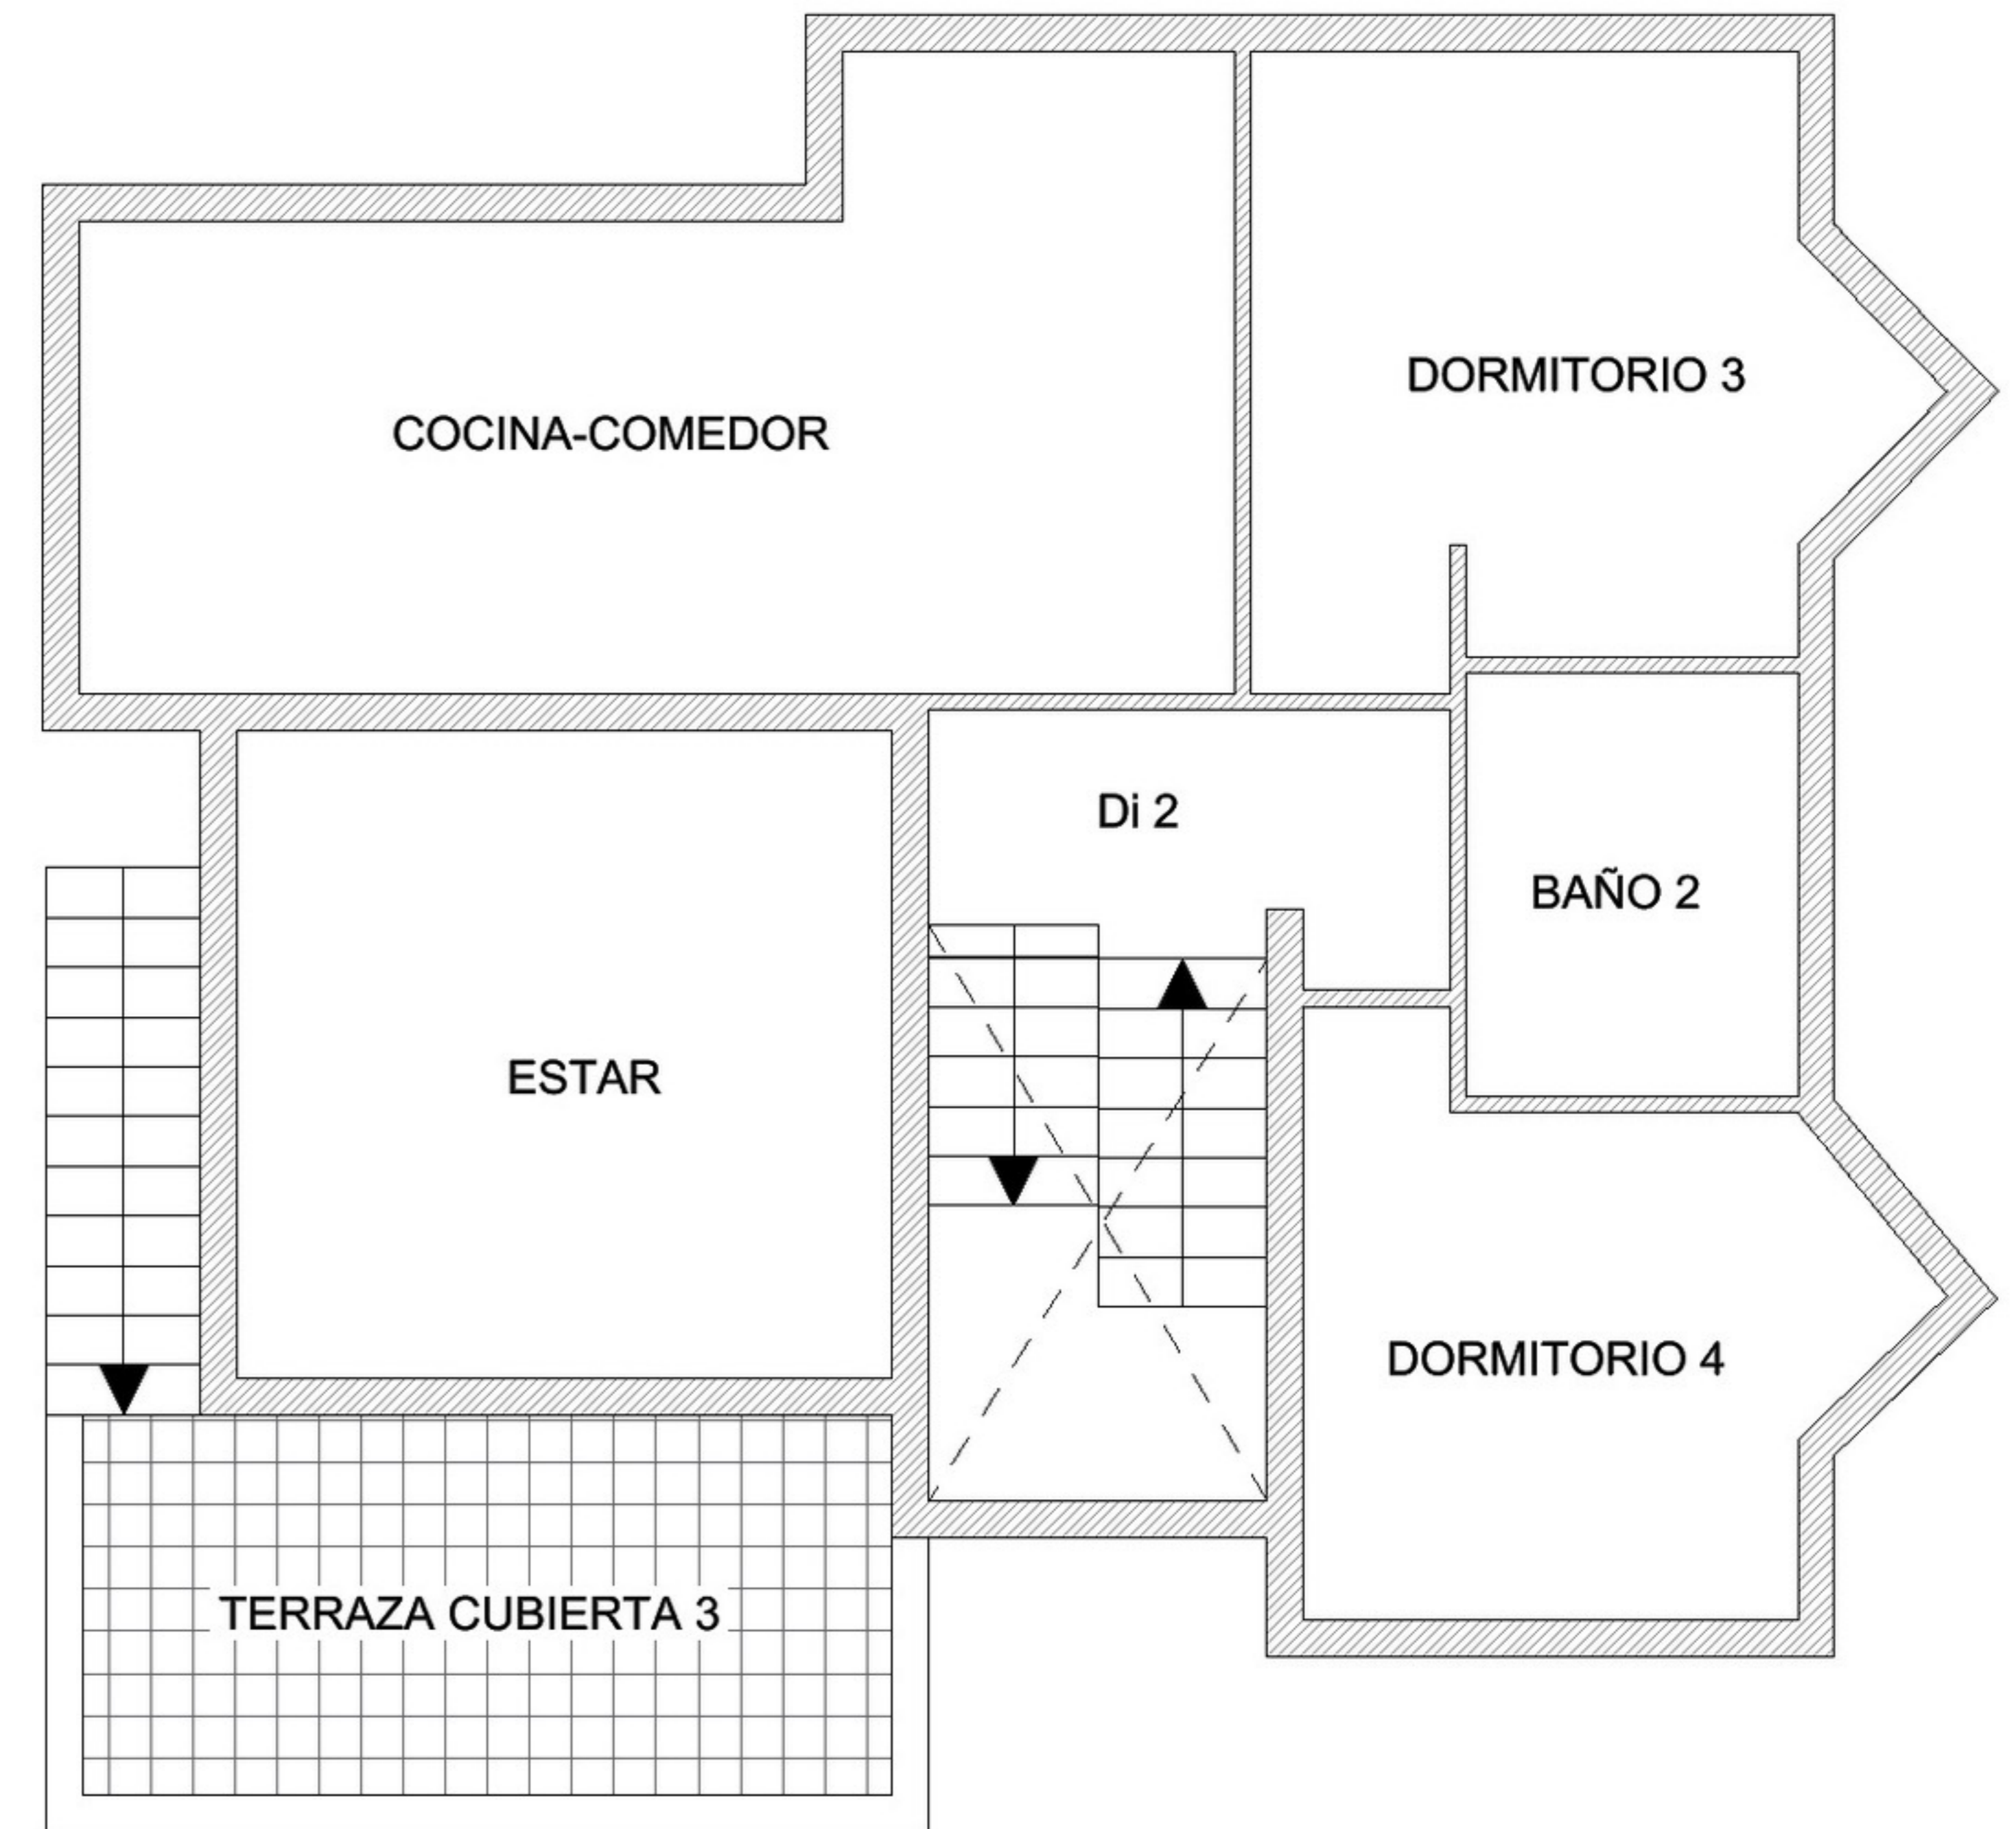 DORMITORIO 3
COCINA-COMEDOR
Di 2
BAÑO 2
ESTAR
DORMITORIO 4
TERRAZA CUBIERTA 3